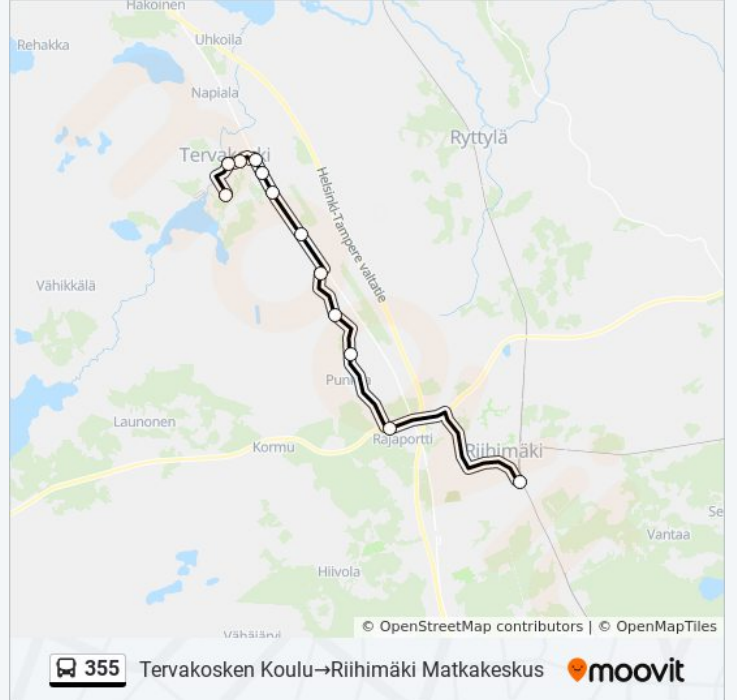 Hakoinen
Rehakka
Uhkoila
Napiala
Ryttylä
Tervakoski
Helsinki-Tampere valtatie
Vähikkälä
Punkka
Launonen
Kormu
Rajaportti
Riihimäki
Vantaa
Hiivola
© OpenStreetMap contributors | © OpenMapTiles
355 Tervakosken Koulu→Riihimäki Matkakeskus moovit